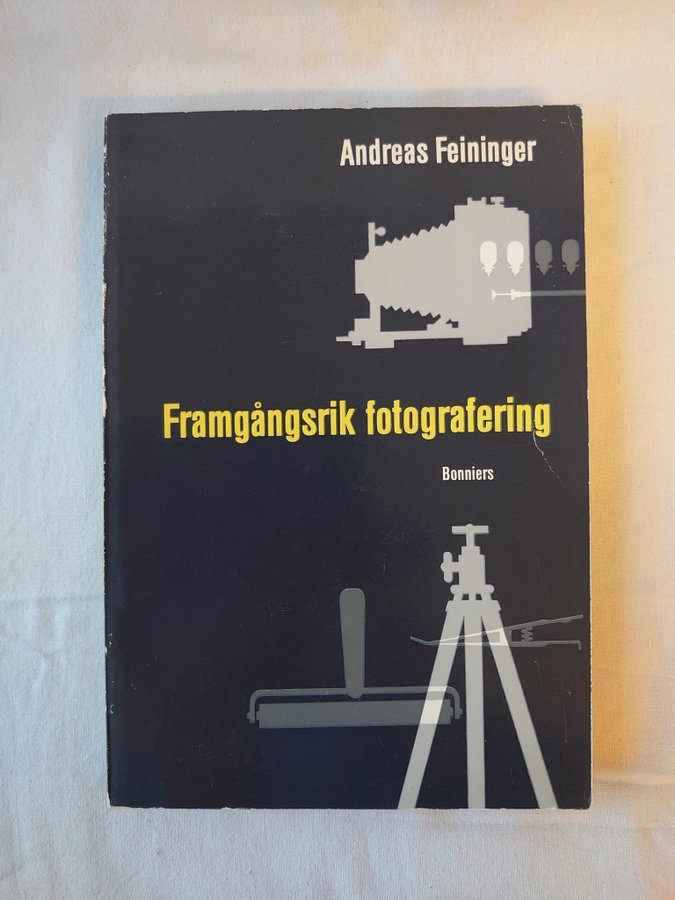 Andreas Feininger
Framgångsrik fotografering
Bonniers